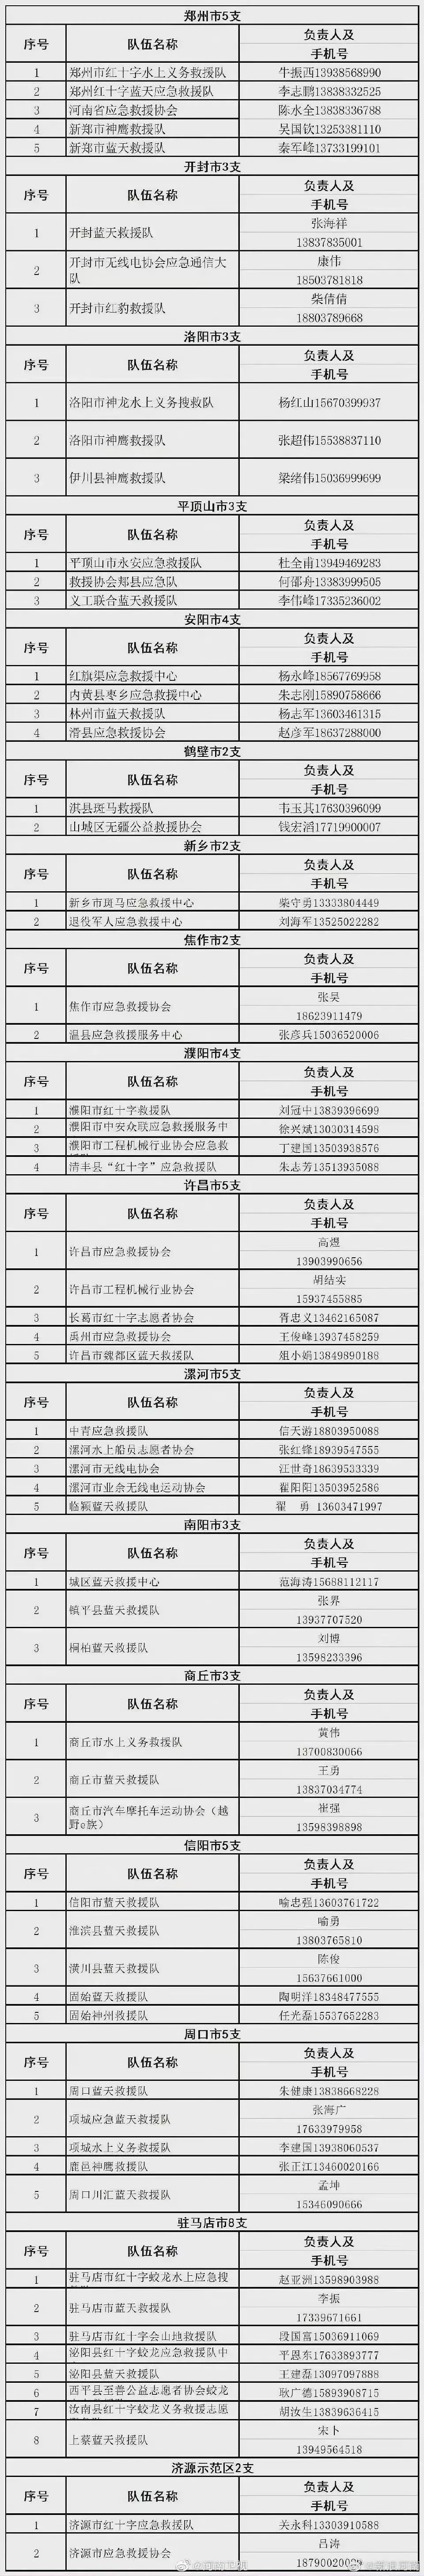 郑州市5支
序号 队伍名称 负责人及
手机号
1 郑州市红十字水上义务救援队 牛振西13938568990
2 郑州红十字蓝天应急救援队 李志鹏13838332525
3 河南省应急救援协会 陈水全13838336788
4 新郑市神鹰救援队 吴国钦13253381110
5 新郑市蓝天救援队 秦军峰13733199101
开封市3支
序号 队伍名称 负责人及
手机号
1 开封蓝天救援队 张海祥
13837835001
2 开封市无线电协会应急通信大
队 康伟
18503781818
3 开封市红豹救援队 柴倩倩
18803789668
洛阳市3支
序号 队伍名称 负责人及
手机号
1 洛阳市神龙水上义务搜救队 杨红山15670399937
2 洛阳市神鹰救援队 张超伟15538837110
3 伊川县神鹰救援队 梁绪伟15036999699
平顶山市3支
序号 队伍名称 负责人及
手机号
1 平顶山市永安应急救援队 杜全甫13949469283
2 救援协会郏县应急队 何邵舟13383999505
3 义工联合蓝天救援队 李伟峰17335236002
安阳市4支
序号 队伍名称 负责人及
手机号
1 红旗渠应急救援中心 杨永峰18567769958
2 内黄县枣乡应急救援中心 朱志刚15890758666
3 林州市蓝天救援队 杨志军13603461315
4 滑县应急救援协会 赵彦军18637288000
鹤壁市2支
序号 队伍名称 负责人及
手机号
1 淇县斑马救援队 韦玉共17630396099
2 山城区无疆公益救援协会 钱宏滔17719900007
新乡市2支
序号 队伍名称 负责人及
手机号
1 新乡市斑马应急救援中心 柴守勇13333804449
2 退役军人应急救援中心 刘海军13525022282
焦作市2支
序号 队伍名称 负责人及
手机号
1 焦作市应急救援协会 张昊
18623911479
2 温县应急救援服务中心 张彦兵15036520006
濮阳市4支
序号 队伍名称 负责人及
手机号
1 濮阳市红十字救援队 刘冠中13839396699
2 濮阳市中安众联应急救援服务中 徐兴斌13030314598
3 濮阳市工程机械行业协会应急救 丁建国13503938576
4 清丰县“红十字”应急救援队 朱志芳13513935088
许昌市5支
序号 队伍名称 负责人及
手机号
1 许昌市应急救援协会 高煜
13903990656
2 许昌市工程机械行业协会 胡结实
15937455885
3 长葛市红十字志愿者协会 胥忠义13462165087
4 禹州市应急救援协会 王俊峰13937458259
5 许昌市魏都区蓝天救援队 俎小娟13849890188
漯河市5支
序号 队伍名称 负责人及
手机号
1 中青应急救援队 信天游18803950088
2 漯河水上船员志愿者协会 张红锋18939547555
3 漯河市无线电协会 汪世奇18639533339
4 漯河市业余无线电运动协会 翟阳阳13503952586
5 临颍蓝天救援队 翟 勇 13603471997
南阳市3支
序号 队伍名称 负责人及
手机号
1 城区蓝天救援中心 范海涛15688112117
2 镇平县蓝天救援队 张界
13937707520
3 桐柏蓝天救援队 刘博
13598233396
商丘市3支
序号 队伍名称 负责人及
手机号
1 商丘市水上义务救援队 黄伟
13700830066
2 商丘市蓝天救援队 王勇
13837034774
3 商丘市汽车摩托车运动协会（越
野e族） 崔强
13598398898
信阳市5支
序号 队伍名称 负责人及
手机号
1 信阳市蓝天救援队 喻忠强13603761722
2 淮滨县蓝天救援队 喻勇
13803765810
3 潢川县蓝天救援队 陈俊
15637661000
4 固始蓝天救援队 陶明洋18348477555
5 固始神州救援队 任光磊15537652283
周口市5支
序号 队伍名称 负责人及
手机号
1 周口蓝天救援队 朱健康13838668228
2 项城应急蓝天救援队 张海广
17633979958
3 项城水上义务救援队 李建国13938060537
4 鹿邑神鹰救援队 张正江13460020166
5 周口川汇蓝天救援队 孟坤
15346090666
驻马店市8支
序号 队伍名称 负责人及
手机号
1 驻马店市红十字蛟龙水上应急搜 赵亚洲13598903988
2 驻马店市蓝天救援队 李振
17339671661
3 驻马店市红十字会山地救援队 段国富15036911069
4 泌阳县红十字蛟龙应急救援队中 平恩东17633893777
5 泌阳县蓝天救援队 王建磊13097097888
6 西平县至善公益志愿者协会蛟龙 耿广德15893908715
7 汝南县红十字蛟龙义务救援志愿 胡汝生13839636415
8 上蔡蓝天救援队 宋卜
13949564518
济源示范区2支
序号 队伍名称 负责人及
手机号
1 济源市红十字应急救援队 关永科13303910588
2 济源市应急救援协会 吕涛